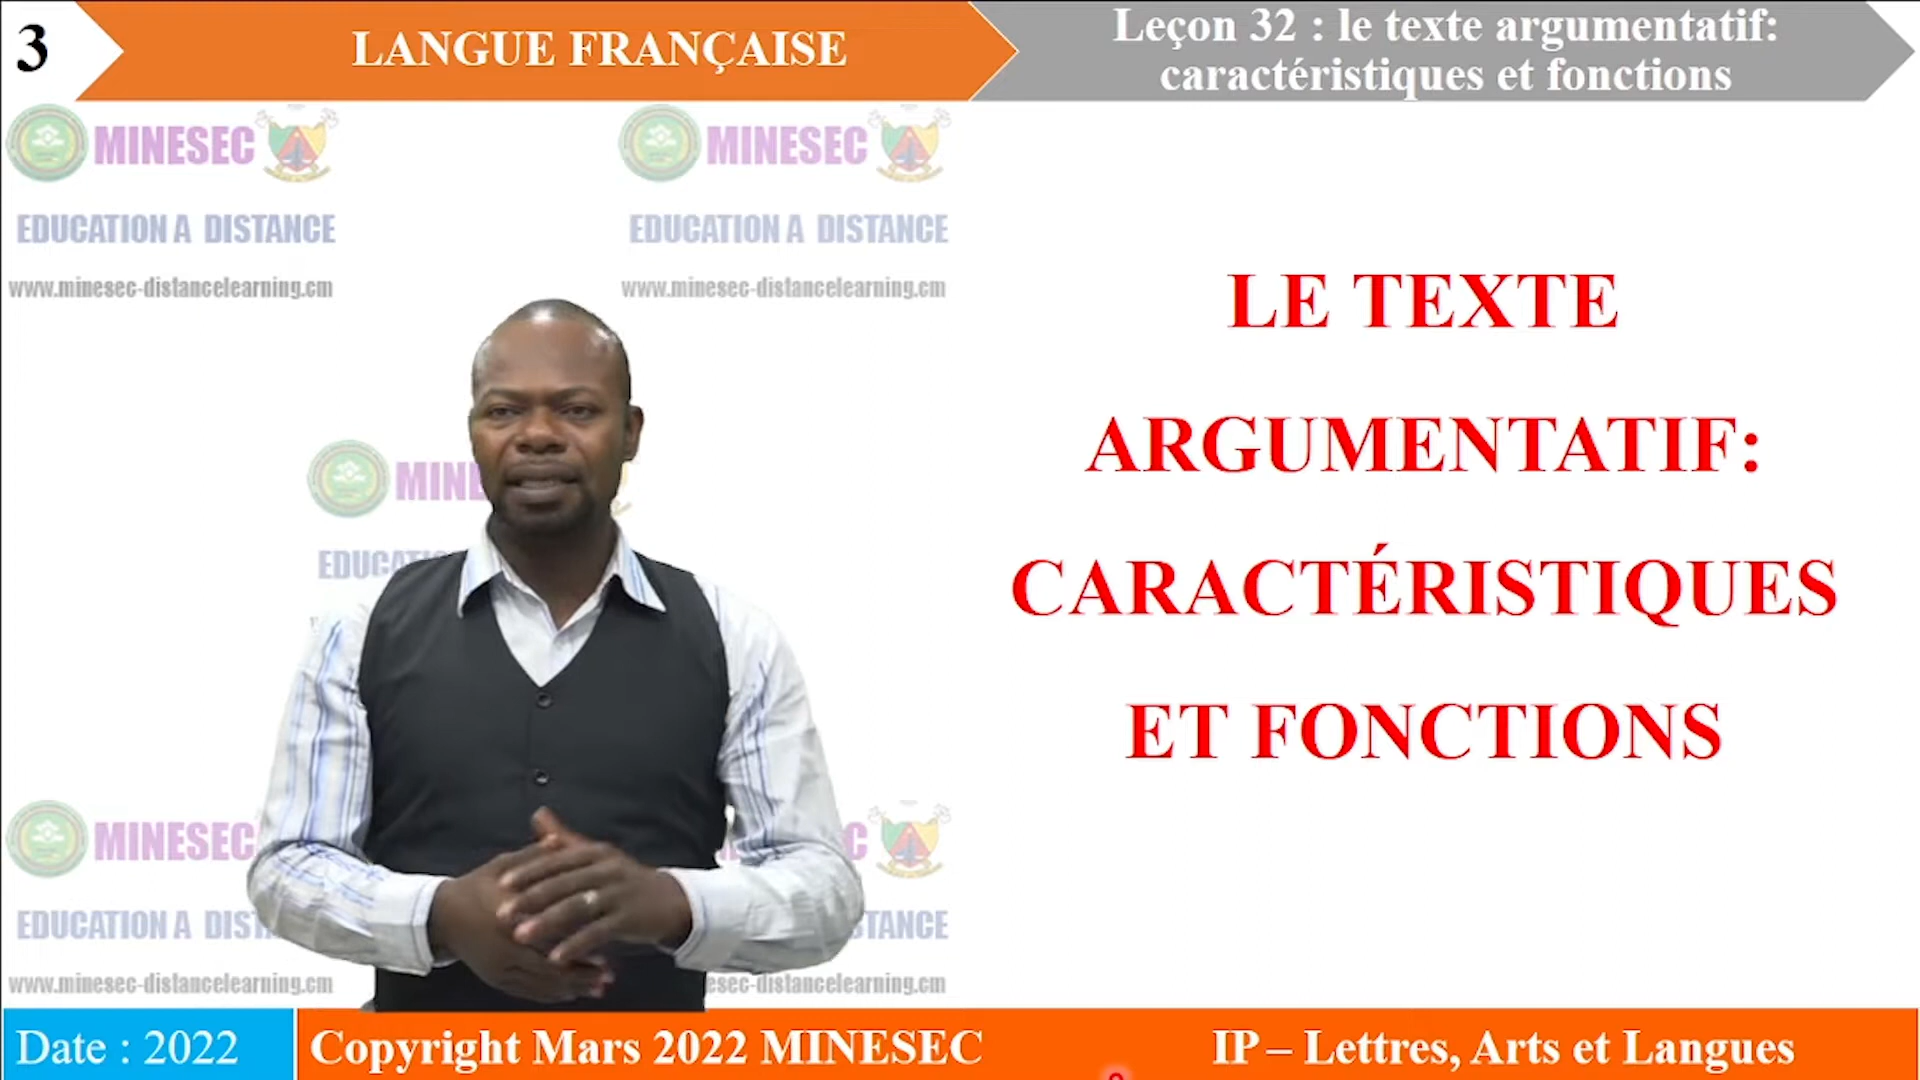 3
LANGUE FRANÇAISE
Leçon 32 : le texte argumentatif:
caractéristiques et fonctions
MINESEC
EDUCATION A DISTANCE
www.minesec-distancelearning.cm
MINESEC
EDUCATION A DISTANCE
www.minesec-distancelearning.cm
LE TEXTE
ARGUMENTATIF:
CARACTÉRISTIQUES
ET FONCTIONS
MINESEC
EDUCATION A
www.minesec-distancelearning.cm
Date : 2022
Copyright Mars 2022 MINESEC
IP – Lettres, Arts et Langues